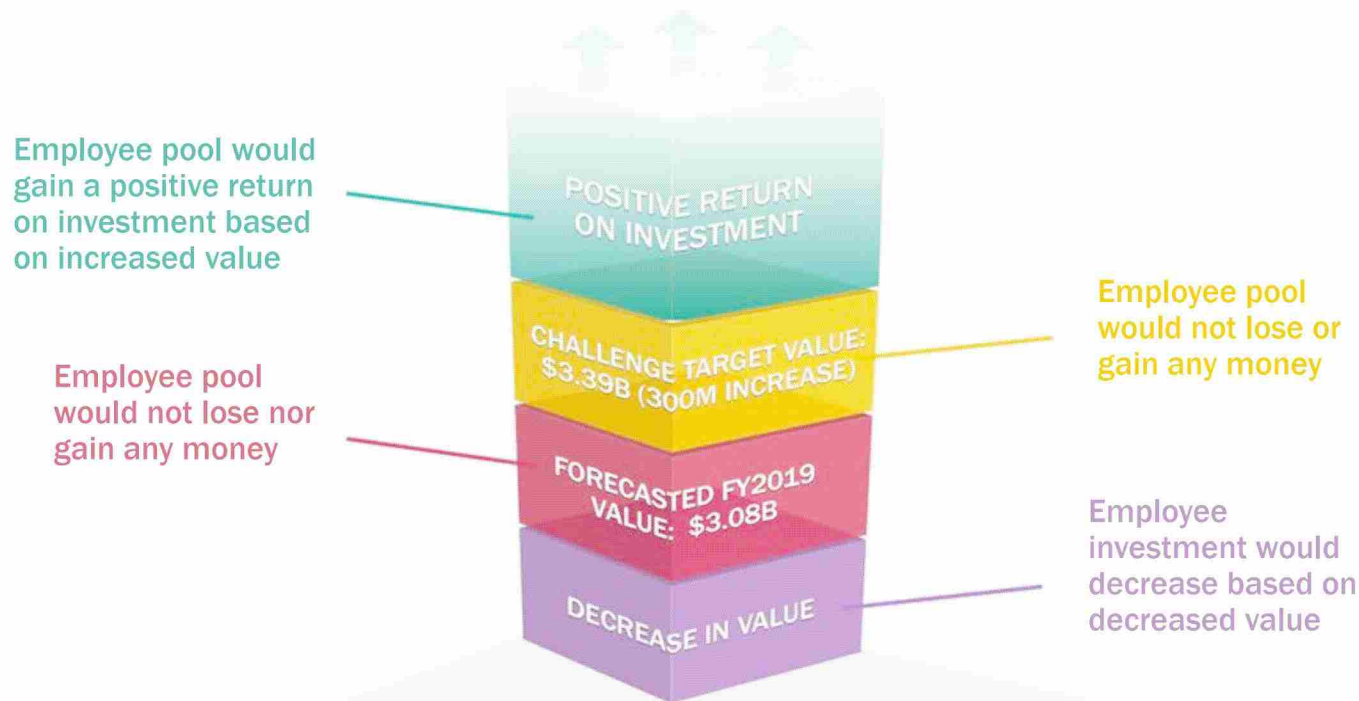 Employee pool would
gain a positive return
on investment based
on increased value
POSITIVE RETURN
ON INVESTMENT
Employee pool
would not lose or
gain any money
CHALLENGE TARGET VALUE:
$3.39B (300M INCREASE)
Employee pool
would not lose nor
gain any money
FORECASTED FY2019
VALUE: $3.08B
Employee
investment would
decrease based on
decreased value
DECREASE IN VALUE